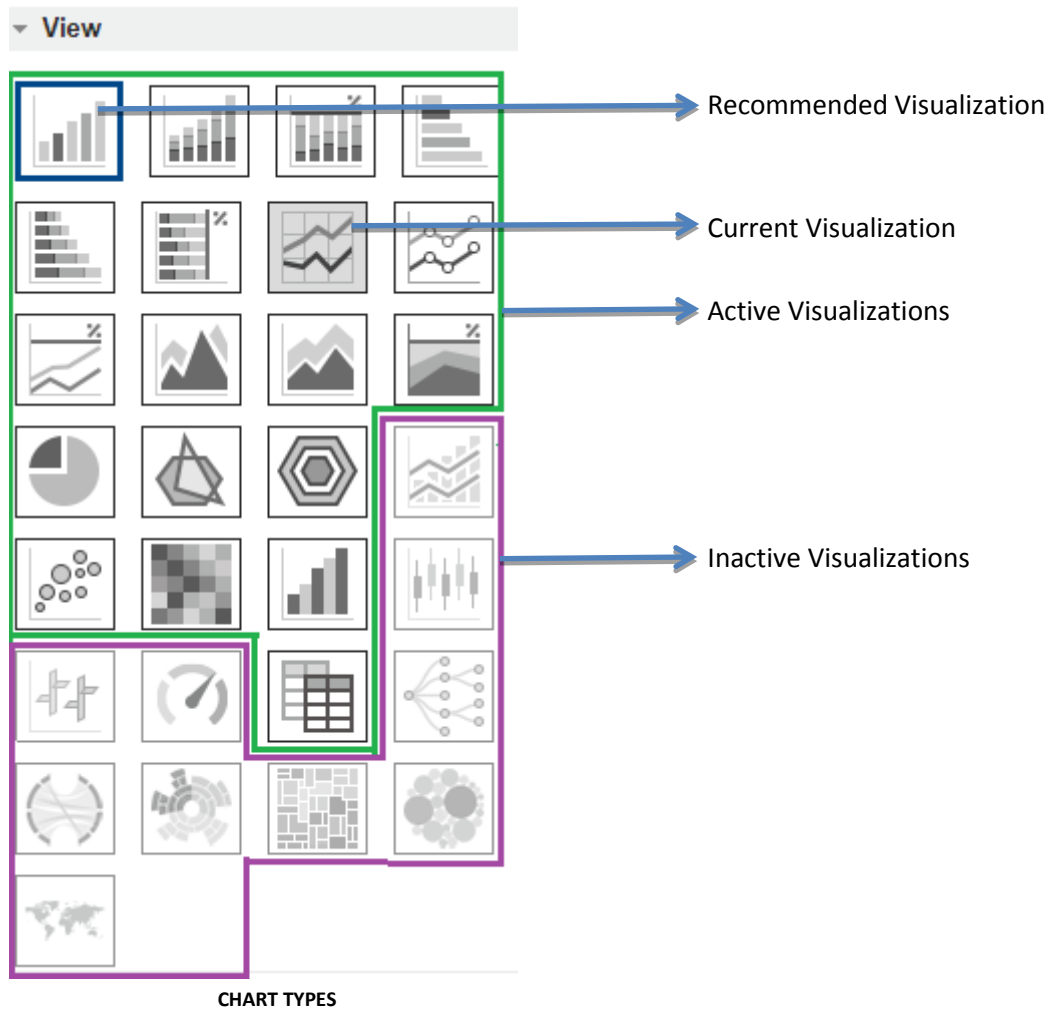 View
%
Recommended Visualization
%
Current Visualization
Active Visualizations
%
%
Inactive Visualizations
CHART TYPES